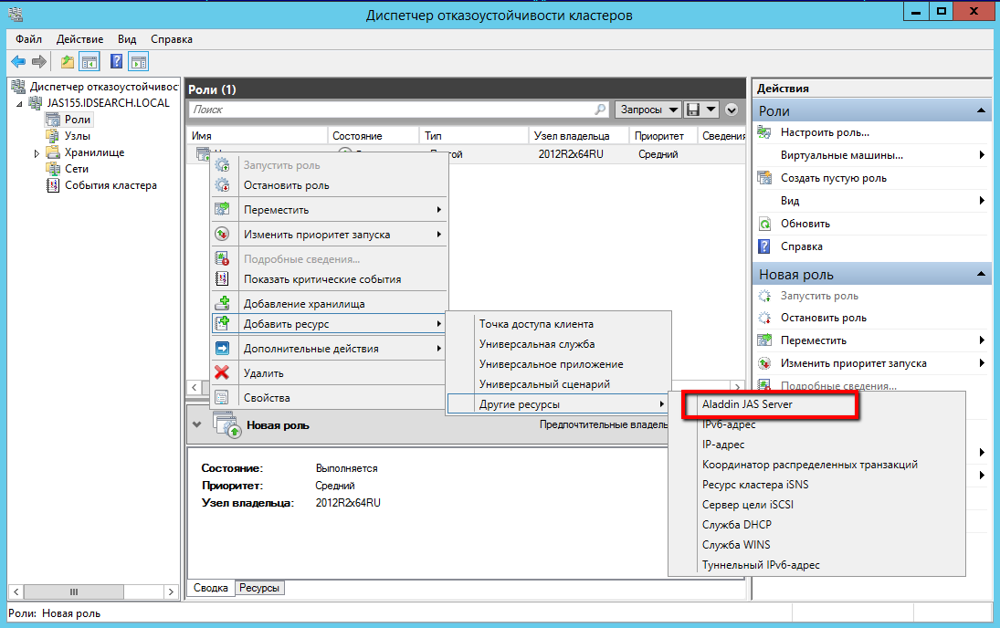 Диспетчер отказоустойчивости кластеров
Файл Действие Вид Справка
Диспетчер отказоустойчивос
JAS155.IDSEARCH.LOCAL
Роли
Узлы
Хранилище
Сети
События кластера
Роли (1)
Поиск
Запросы
Имя Состояние Тип Узел владельца Приоритет Сведения
ой 2012R2x64RU Средний
Запустить роль
Остановить роль
Переместить
Изменить приоритет запуска
Подробные сведения...
Показать критические события
Добавление хранилища
Добавить ресурс
Дополнительные действия
Удалить
Свойства
Точка доступа клиента
Универсальная служба
Универсальное приложение
Универсальный сценарий
Другие ресурсы
Aladdin JAS Server
IPv6-адрес
IP-адрес
Координатор распределенных транзакций
Ресурс кластера iSNS
Сервер цели iSCSI
Служба DHCP
Служба WINS
Туннельный IPv6-адрес
Новая роль
Предпочтительные владель
Состояние: Выполняется
Приоритет: Средний
Узел владельца: 2012R2x64RU
Сводка Ресурсы
Действия
Роли
Настроить роль...
Виртуальные машины...
Создать пустую роль
Вид
Обновить
Справка
Новая роль
Запустить роль
Остановить роль
Переместить
Изменить приоритет запуска
Подробные сведения...
Роли: Новая роль